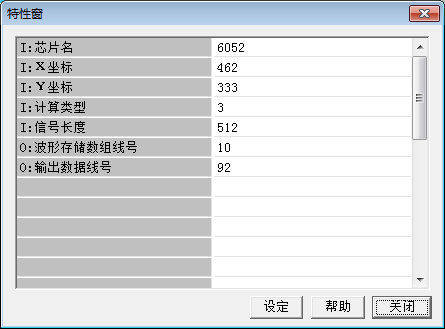 特性窗
I:芯片名 6052
I:X坐标 462
I:Y坐标 333
I:计算类型 3
I:信号长度 512
O:波形存储数组线号 10
O:输出数据线号 92
设定 帮助 关闭